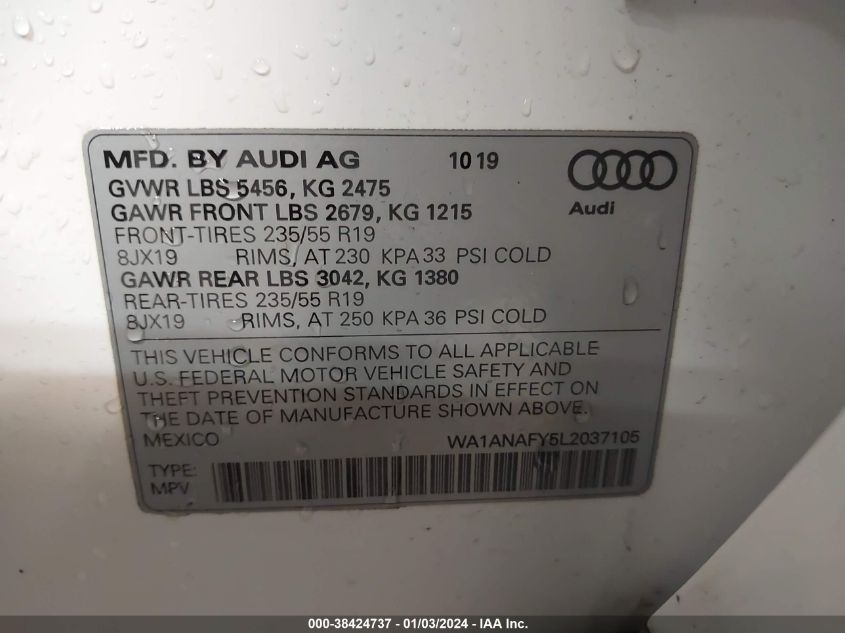 MFD. BY AUDI AG 10 19
GVWR LBS 5456, KG 2475
GAWR FRONT LBS 2679, KG 1215
Audi
FRONT-TIRES 235/55 R19
8JX19 RIMS, AT 230 KPA 33 PSI COLD
GAWR REAR LBS 3042, KG 1380
REAR-TIRES 235/55 R19
8JX19 RIMS, AT 250 KPA 36 PSI COLD
THIS VEHICLE CONFORMS TO ALL APPLICABLE
U.S. FEDERAL MOTOR VEHICLE SAFETY AND
THEFT PREVENTION STANDARDS IN EFFECT ON
THE DATE OF MANUFACTURE SHOWN ABOVE.
MEXICO WA1ANAFY5L2037105
TYPE:
MPV
000-38424737 - 01/03/2024 - IAA Inc.